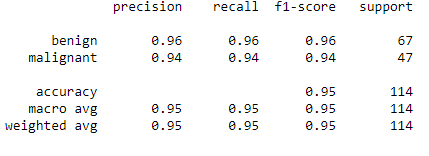 precision recall f1-score support
benign 0.96 0.96 0.96 67
malignant 0.94 0.94 0.94 47
accuracy 0.95 114
macro avg 0.95 0.95 0.95 114
weighted avg 0.95 0.95 0.95 114